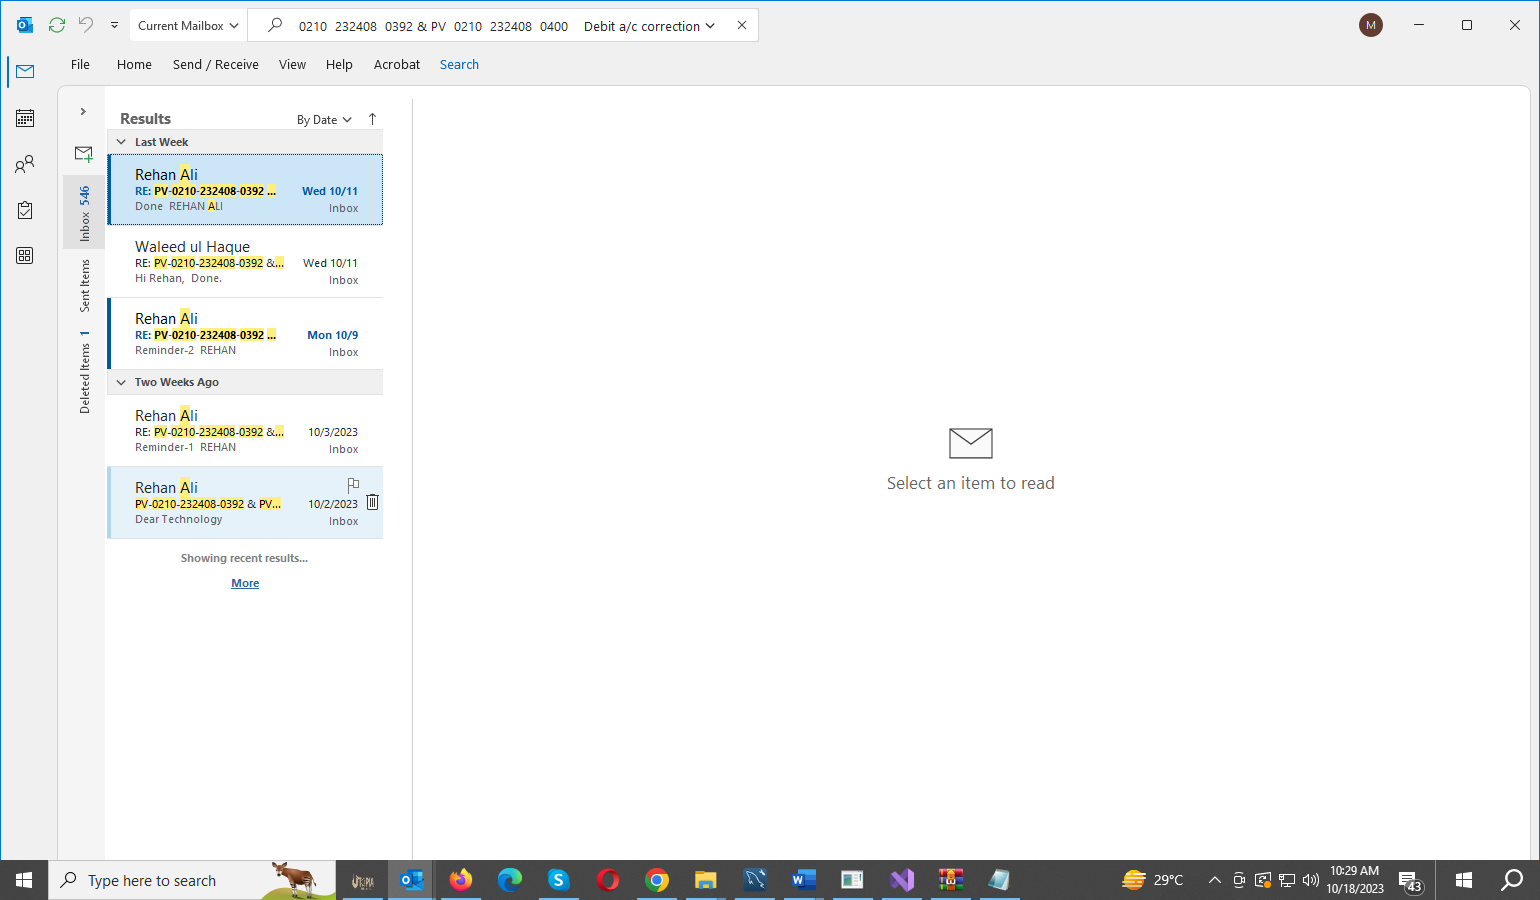 Current Mailbox
0210 232408 0392 & PV 0210 232408 0400 Debit a/c correction
M
File Home Send / Receive View Help Acrobat Search
Results By Date
Last Week
Rehan Ali
RE: PV-0210-232408-0392 ... Wed 10/11
Done REHAN ALI Inbox
Waleed ul Haque
RE: PV-0210-232408-0392 &... Wed 10/11
Hi Rehan, Done. Inbox
Rehan Ali
RE: PV-0210-232408-0392 ... Mon 10/9
Reminder-2 REHAN Inbox
Two Weeks Ago
Rehan Ali
RE: PV-0210-232408-0392 &... 10/3/2023
Reminder-1 REHAN Inbox
Rehan Ali
PV-0210-232408-0392 & PV... 10/2/2023
Dear Technology Inbox
Showing recent results...
More
Inbox 546
Sent Items
Deleted Items 1
Select an item to read
Type here to search
UTOPIA
29°C
10:29 AM
10/18/2023
43